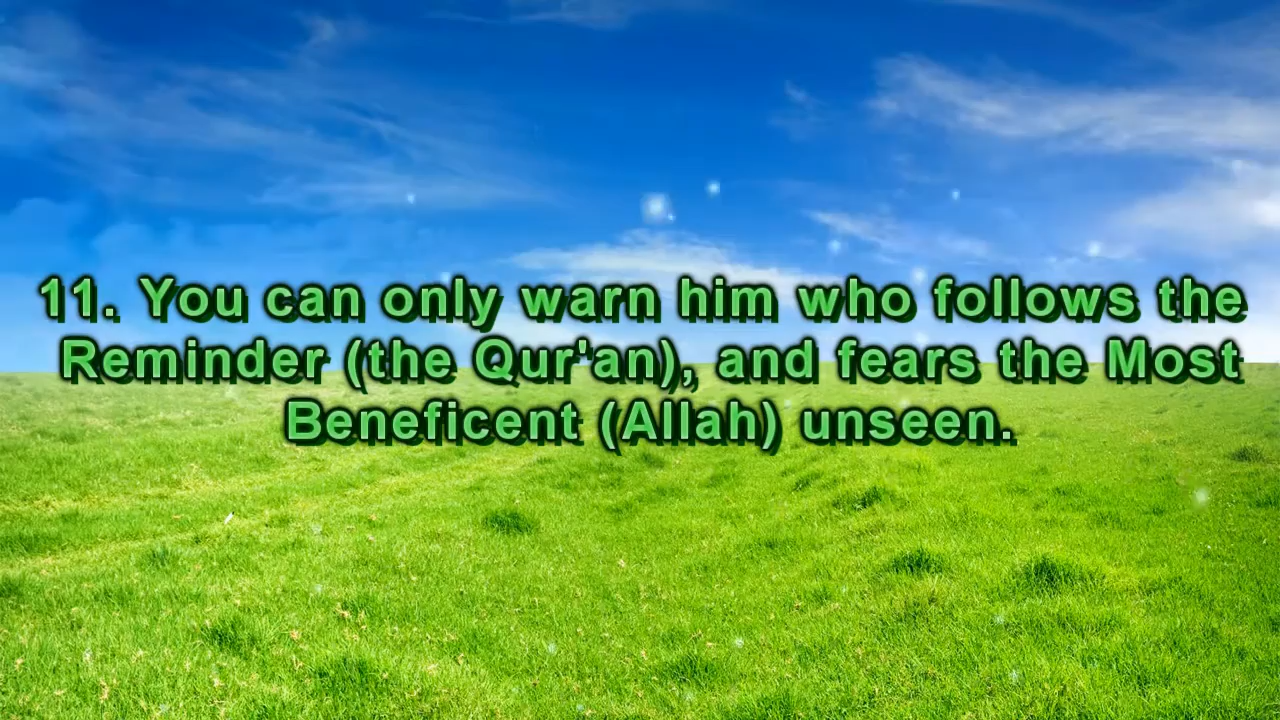 11. You can only warn him who follows the
Reminder (the Qur'an), and fears the Most
Beneficent (Allah) unseen.